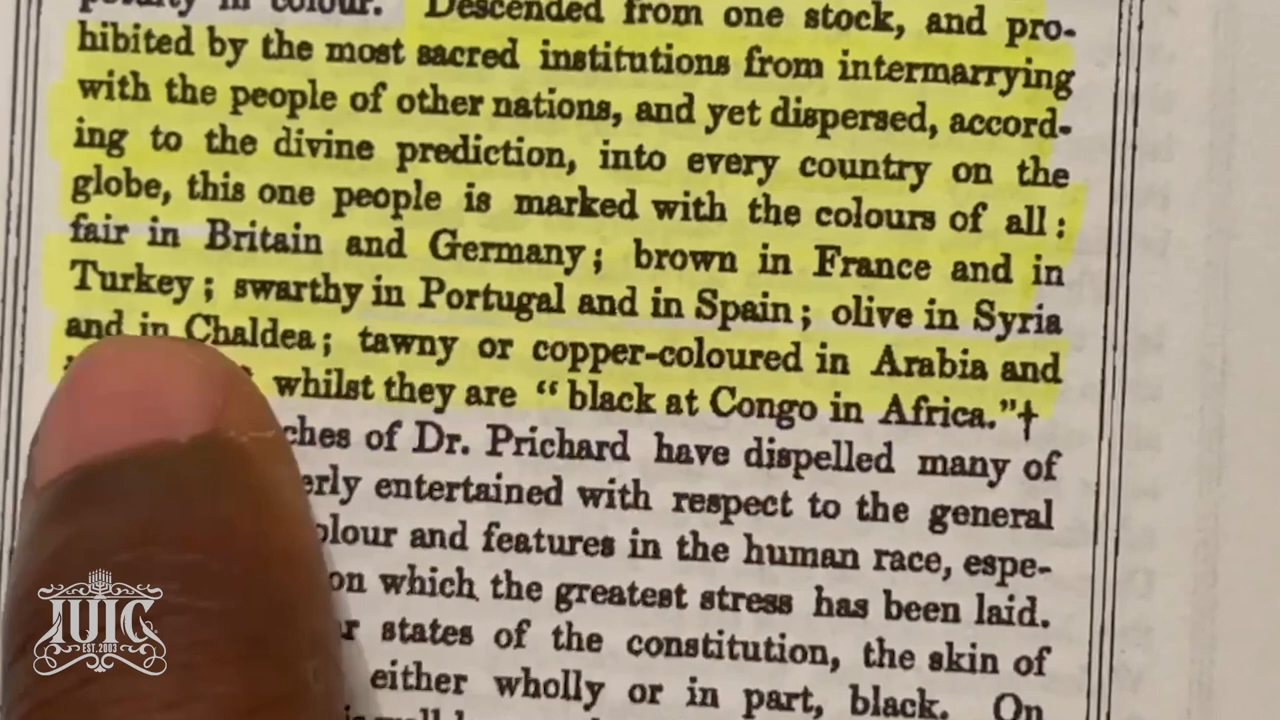 in colour. Descended from one stock, and pro-
hibited by the most sacred institutions from intermarrying
with the people of other nations, and yet dispersed, accord-
ing to the divine prediction, into every country on the
globe, this one people is marked with the colours of all:
fair in Britain and Germany; brown in France and in
Turkey; swarthy in Portugal and in Spain; olive in Syria
and in Chaldea; tawny or copper-coloured in Arabia and
whilst they are "black at Congo in Africa."†
ches of Dr. Prichard have dispelled many of
erly entertained with respect to the general
olour and features in the human race, espe-
on which the greatest stress has been laid.
r states of the constitution, the skin of
either wholly or in part, black. On
IUIC
EST. 2003